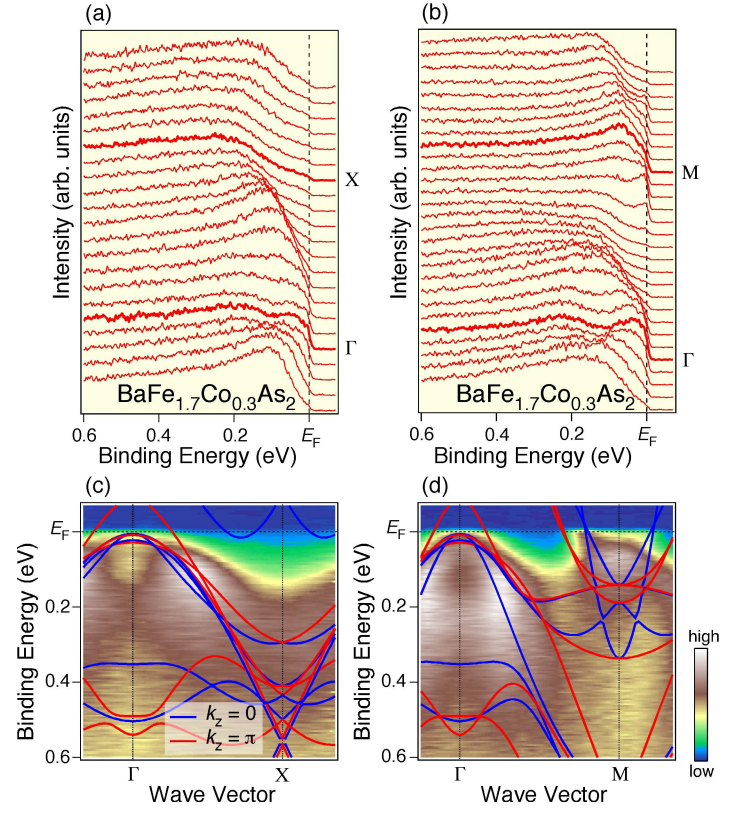 (a)
(b)
Intensity (arb. units)
Intensity (arb. units)
X
M
Γ
Γ
BaFe1.7Co0.3As2
BaFe1.7Co0.3As2
0.6 0.4 0.2 EF
0.6 0.4 0.2 EF
Binding Energy (eV)
Binding Energy (eV)
(c)
(d)
EF
EF
Binding Energy (eV)
Binding Energy (eV)
0.2
0.2
0.4
0.4
0.6
0.6
kz = 0
kz = π
high
low
Γ X
Γ M
Wave Vector
Wave Vector